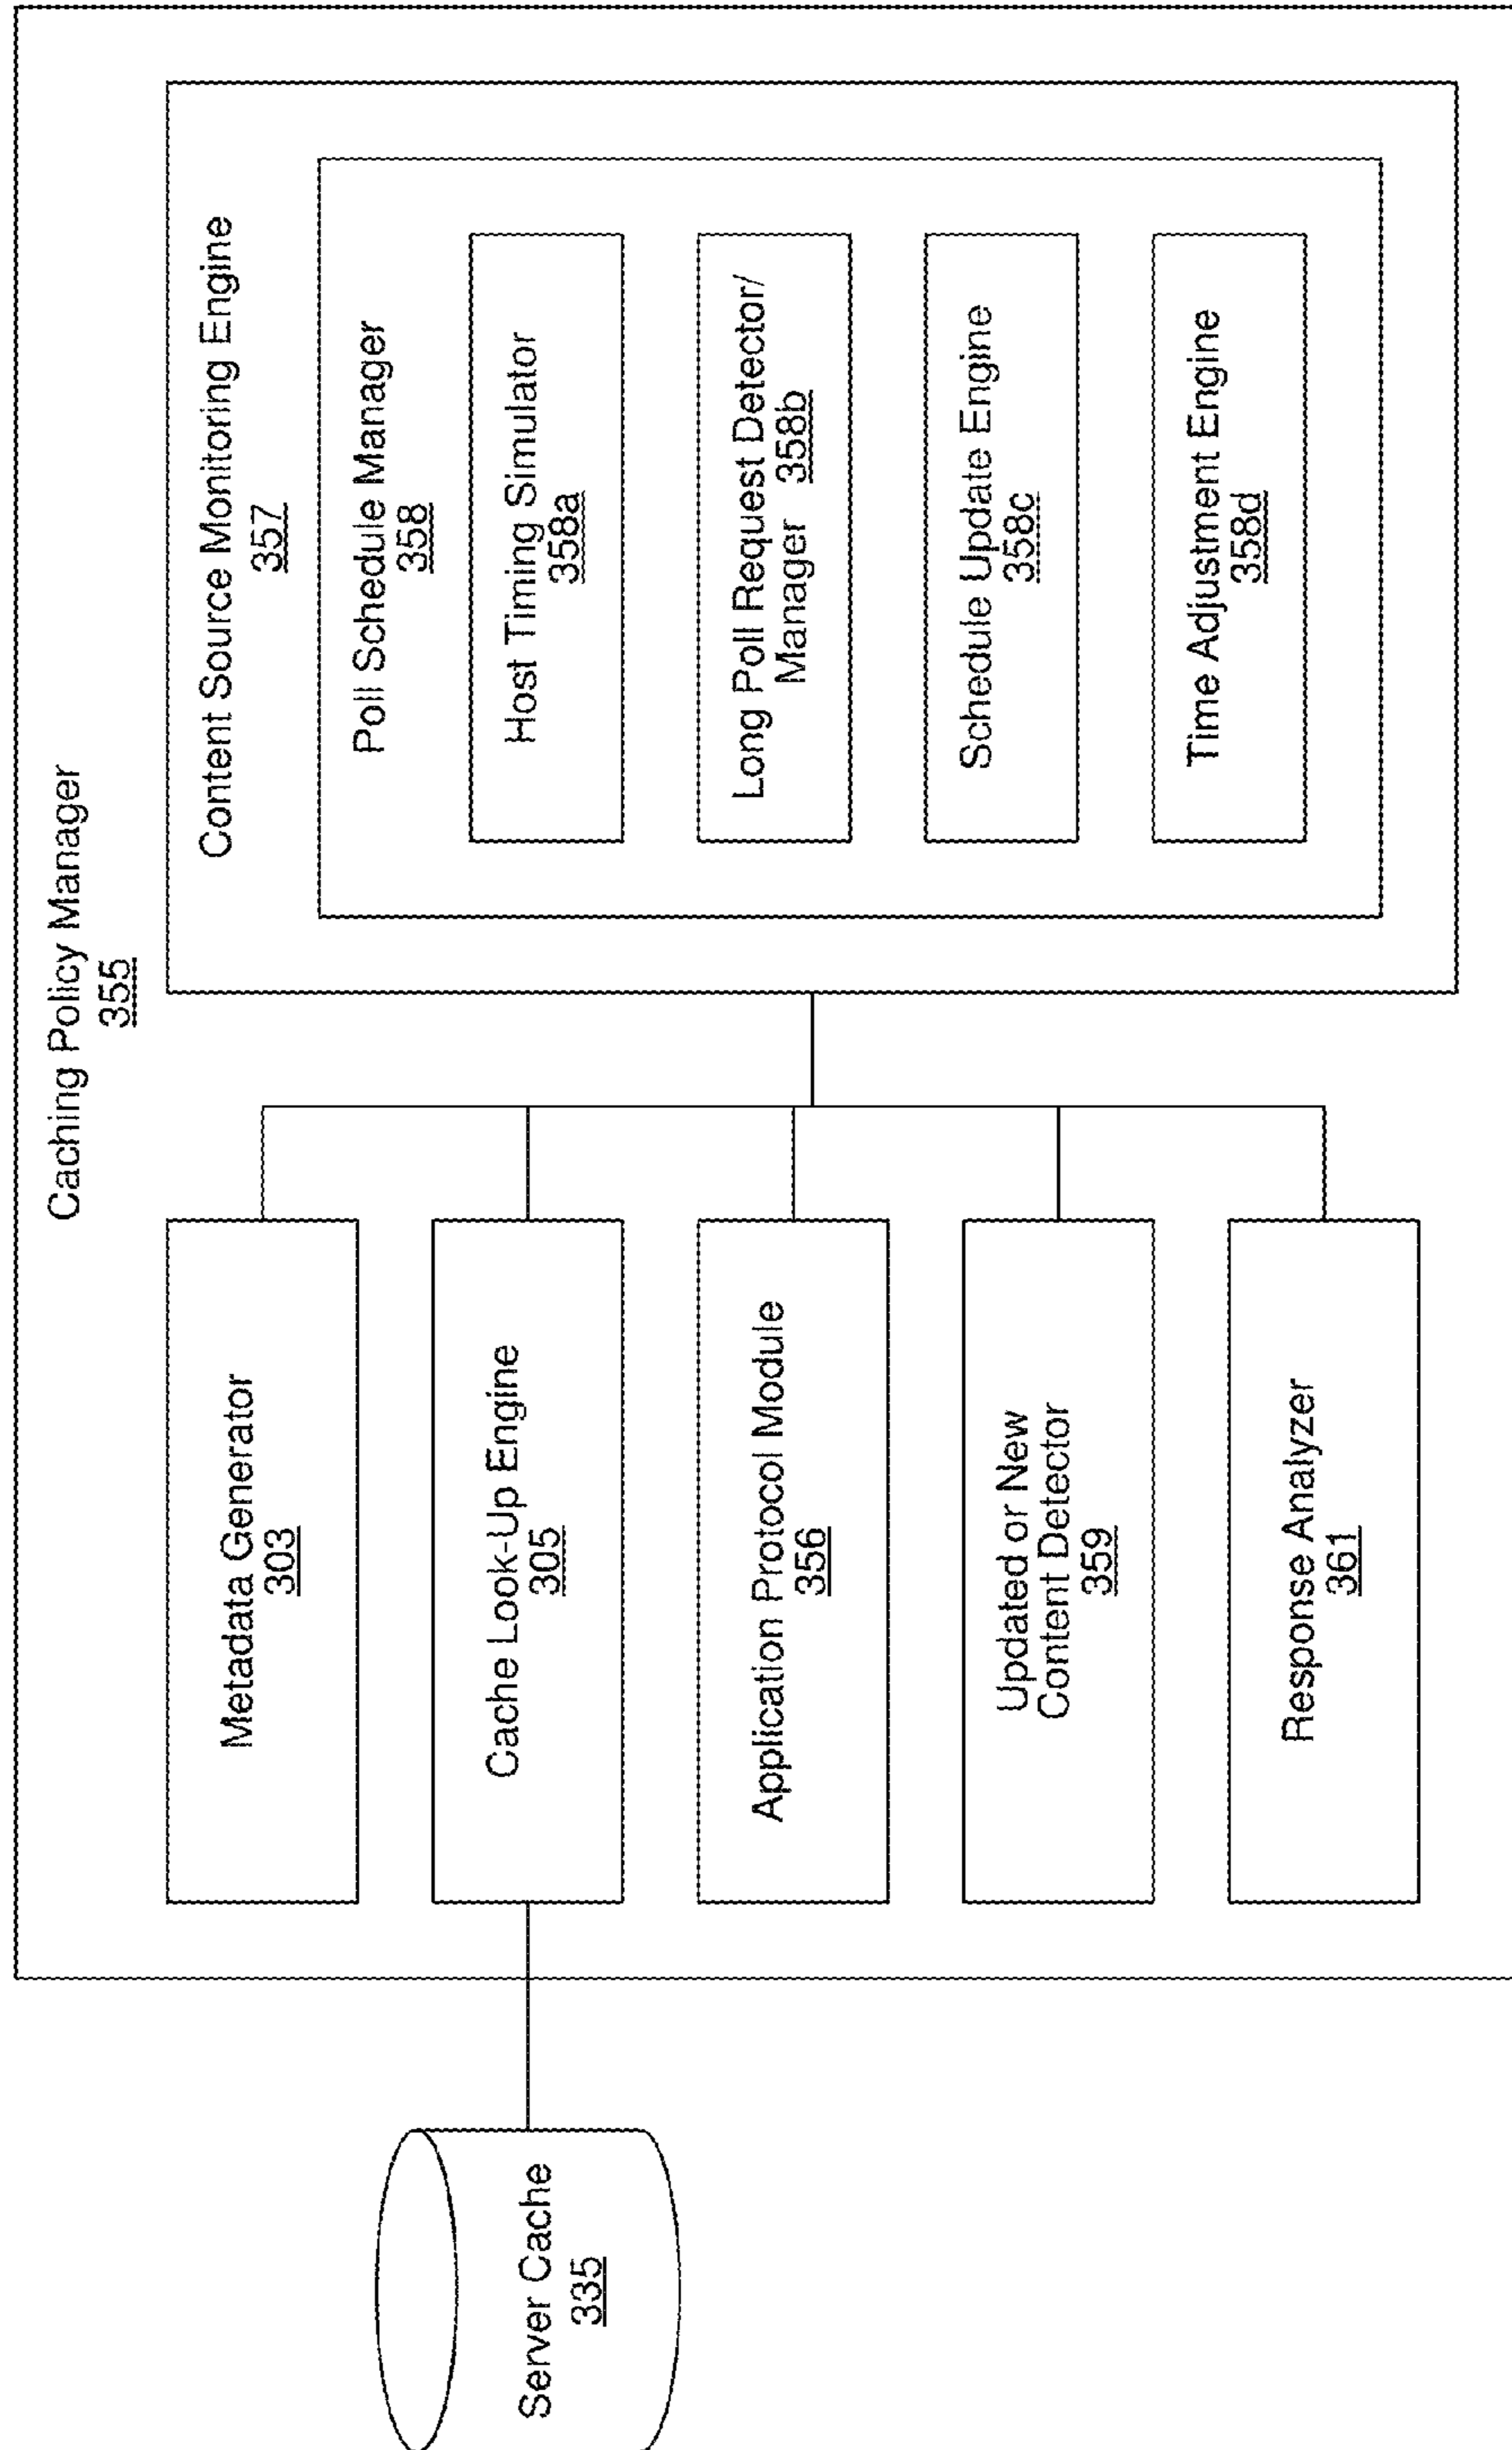 Caching Policy Manager
355
Server Cache
335
Metadata Generator
303
Cache Look-Up Engine
305
Application Protocol Module
356
Updated or New
Content Detector
359
Response Analyzer
361
Content Source Monitoring Engine
357
Poll Schedule Manager
358
Host Timing Simulator
358a
Long Poll Request Detector/
Manager 358b
Schedule Update Engine
358c
Time Adjustment Engine
358d